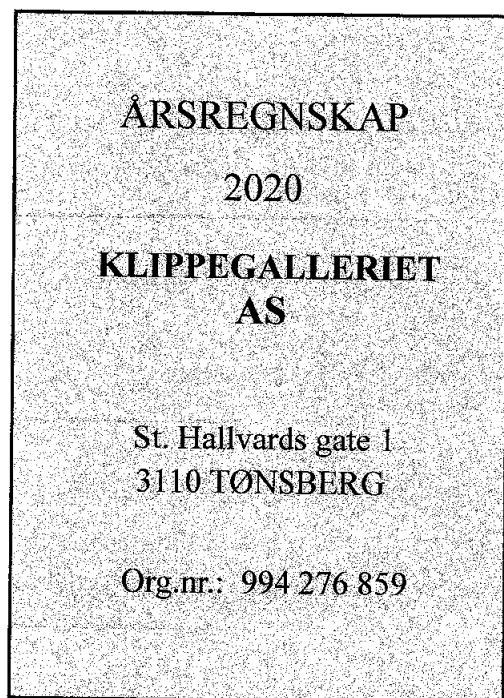 ÅRSREGNSKAP
2020
KLIPPEGALLERIET
AS
St. Hallvards gate 1
3110 TØNSBERG
Org.nr.: 994 276 859